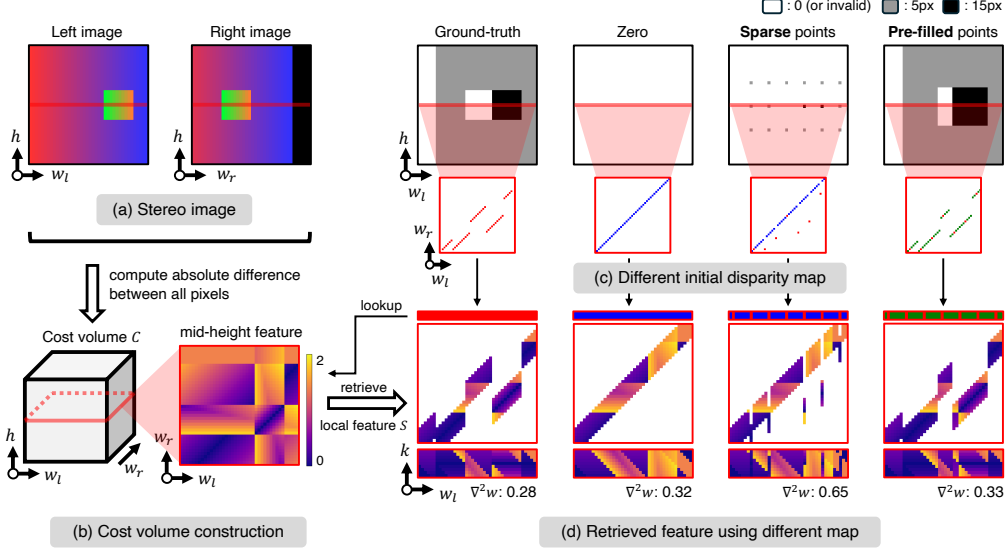 : 0 (or invalid) : 5px : 15px
Left image Right image Ground-truth Zero Sparse points Pre-filled points
h
w_l w_r
(a) Stereo image
h
w_l
w_r
w_l
(c) Different initial disparity map
compute absolute difference
between all pixels
lookup
Cost volume C
mid-height feature
2
0
retrieve
local feature S
h
w_l
w_r
w_r
w_l
k
w_l
∇²w: 0.28 ∇²w: 0.32 ∇²w: 0.65 ∇²w: 0.33
(b) Cost volume construction
(d) Retrieved feature using different map